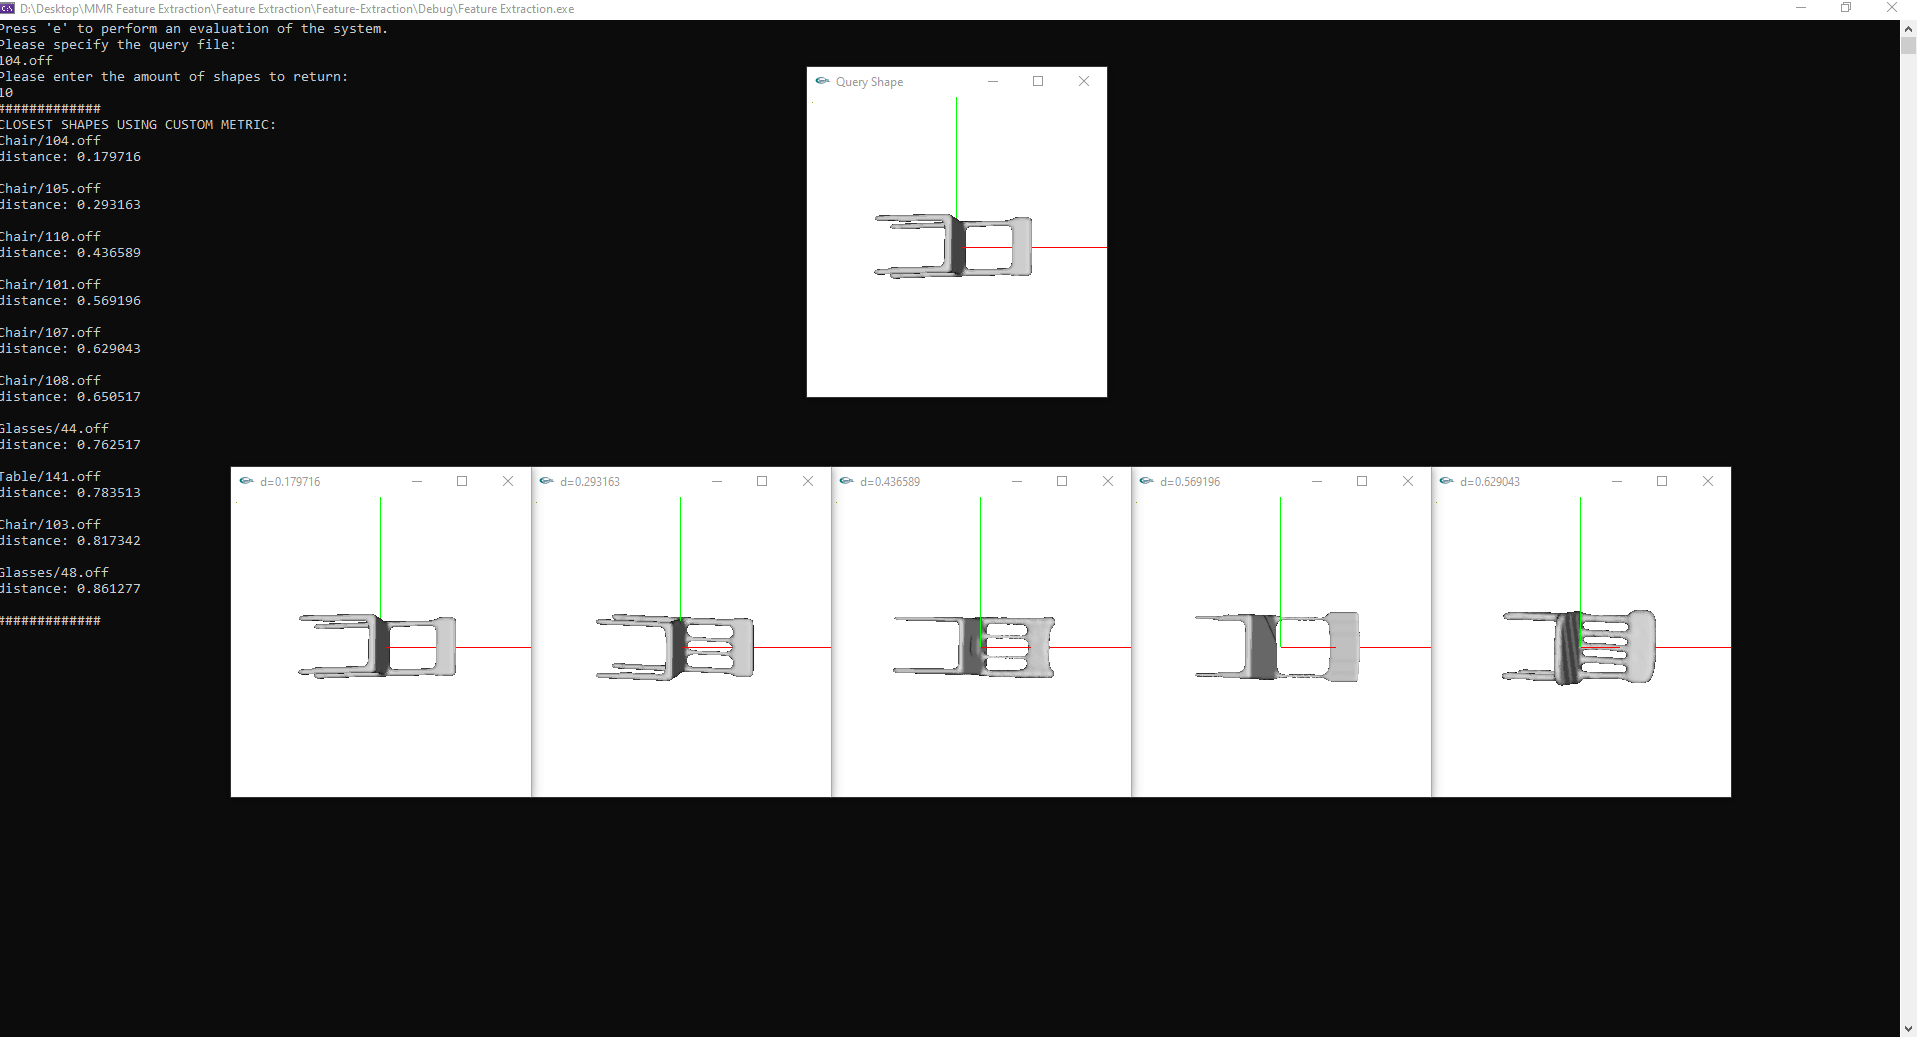 D:\Desktop\MMR Feature Extraction\Feature Extraction\Feature-Extraction\Debug\Feature Extraction.exe
Press 'e' to perform an evaluation of the system.
Please specify the query file:
104.off
Please enter the amount of shapes to return:
10
#############
CLOSEST SHAPES USING CUSTOM METRIC:
Chair/104.off
distance: 0.179716
Chair/105.off
distance: 0.293163
Chair/110.off
distance: 0.436589
Chair/101.off
distance: 0.569196
Chair/107.off
distance: 0.629043
Chair/108.off
distance: 0.650517
Glasses/44.off
distance: 0.762517
Table/141.off
distance: 0.783513
Chair/103.off
distance: 0.817342
Glasses/48.off
distance: 0.861277
#############
Query Shape
d=0.179716
d=0.293163
d=0.436589
d=0.569196
d=0.629043